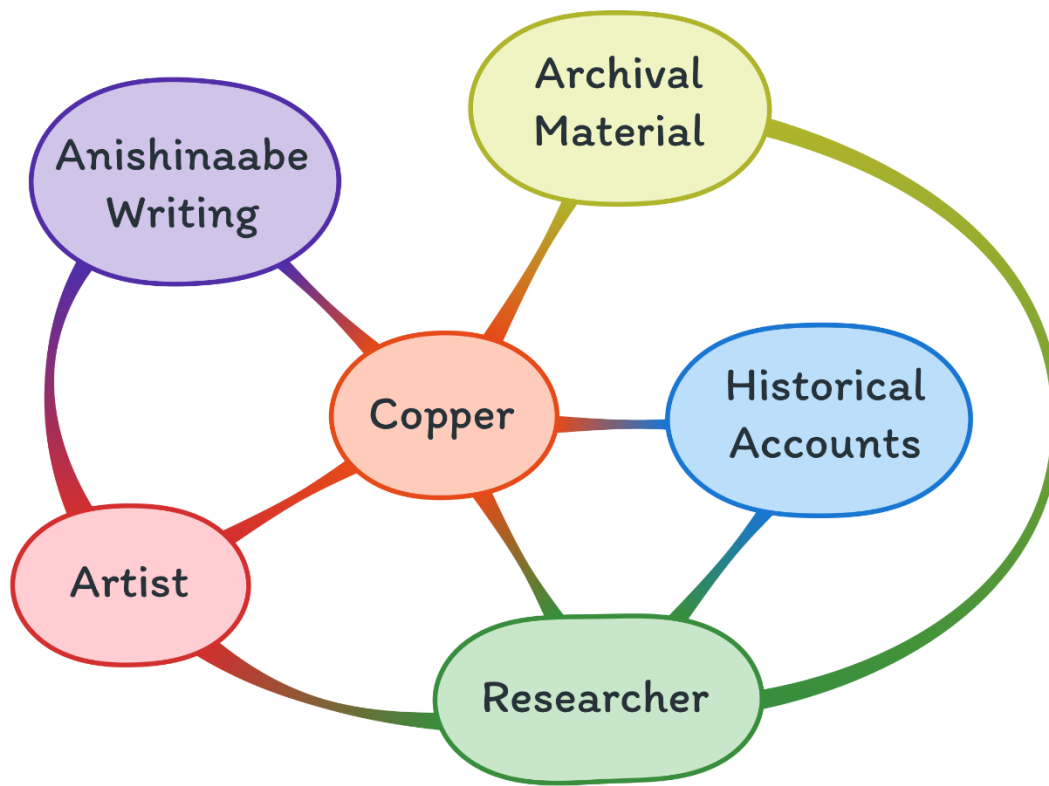 Archival
Material
Anishinaabe
Writing
Historical
Accounts
Copper
Artist
Researcher